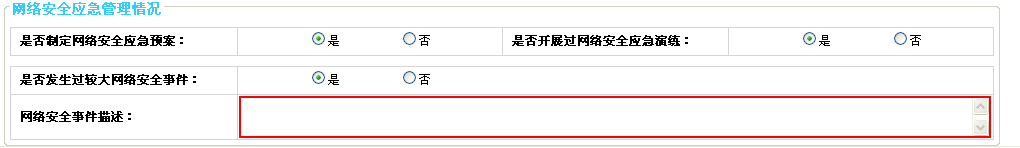 网络安全应急管理情况
是否制定网络安全应急预案： 是 否 是否开展过网络安全应急演练： 是 否
是否发生过较大网络安全事件： 是 否
网络安全事件描述：